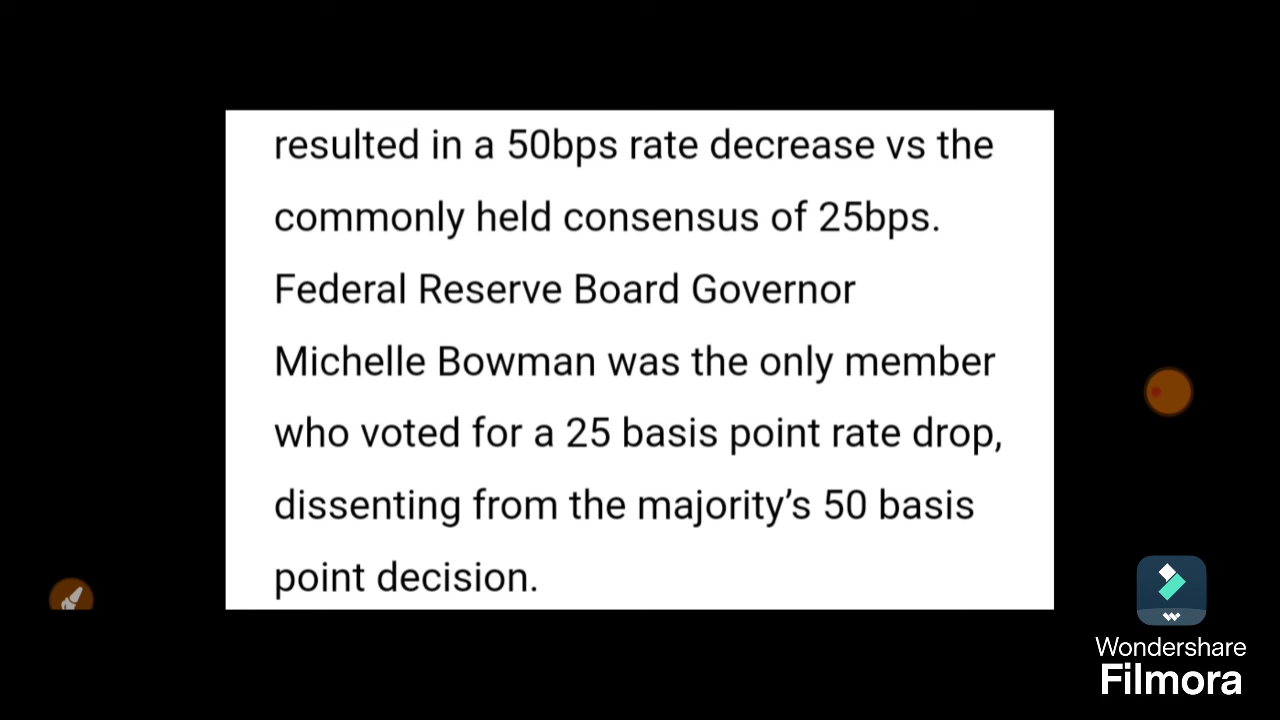 resulted in a 50bps rate decrease vs the
commonly held consensus of 25bps.
Federal Reserve Board Governor
Michelle Bowman was the only member
who voted for a 25 basis point rate drop,
dissenting from the majority’s 50 basis
point decision.
Wondershare
Filmora